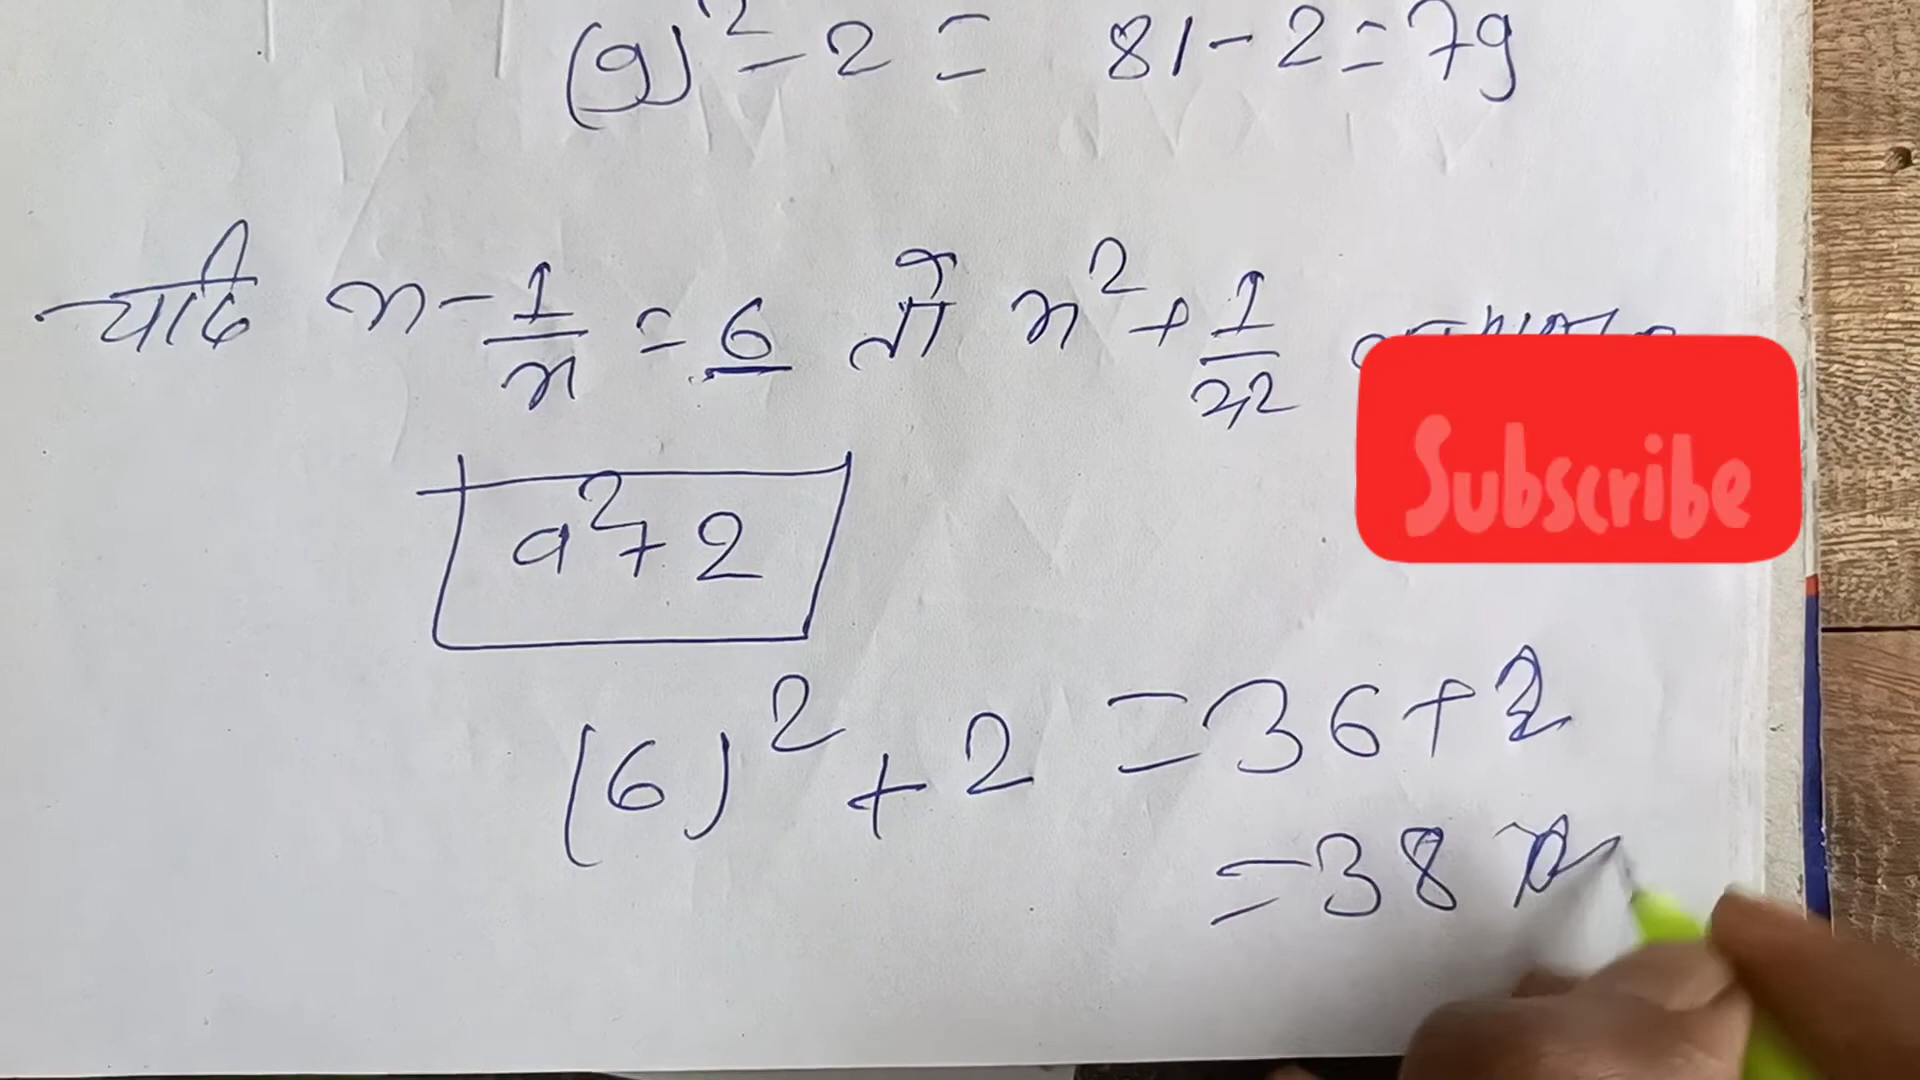 (9)² - 2 = 81 - 2 = 79
यदि x - 1/x = 6 तो x² + 1/x²
Subscribe
a² + 2
(6)² + 2 = 36 + 2
= 38